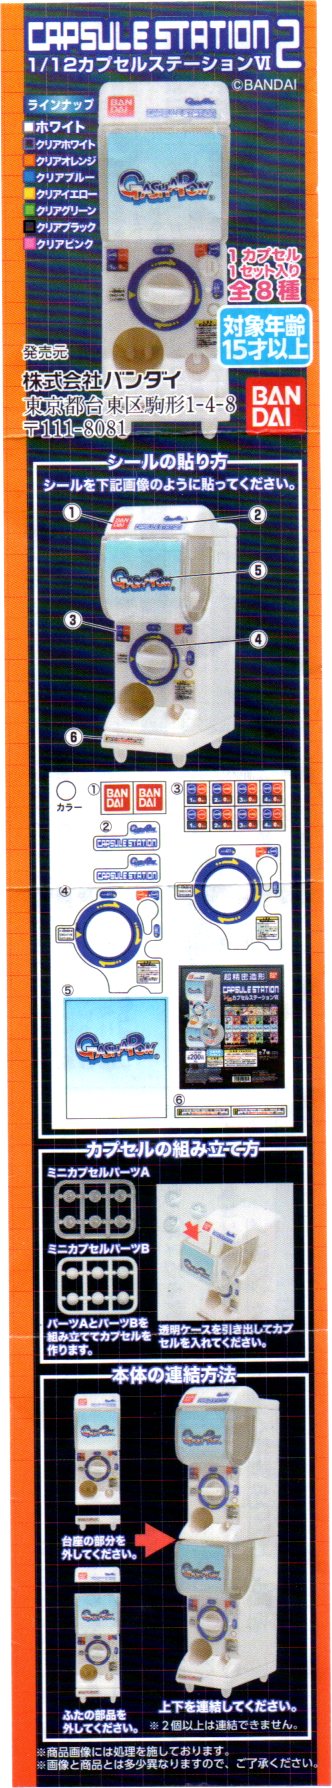 CAPSULE STATION 2
1/12カプセルステーションⅥ
©BANDAI
ラインナップ
ホワイト
クリアホワイト
クリアオレンジ
クリアブルー
クリアイエロー
クリアグリーン
クリアブラック
クリアピンク
BAN
DAI
GASHAPON
1カプセル
1セット入り
全8種
対象年齢
15才以上
発売元
株式会社バンダイ
東京都台東区駒形1-4-8
〒111-8081
BAN
DAI
シールの貼り方
シールを下記画像のように貼ってください。
① ②
GASHAPON ⑤
③ ④
⑥
カラー
① BAN DAI BAN DAI
③
② GASHAPON
CAPSULE STATION
GASHAPON
CAPSULE STATION
④
⑤
GASHAPON
超精密造形
CAPSULE STATION
カプセルステーションⅥ
200
⑥
カプセルの組み立て方
ミニカプセルパーツA
ミニカプセルパーツB
パーツAとパーツBを
組み立ててカプセルを
作ります。
透明ケースを引き出してカプ
セルを入れてください。
本体の連結方法
台座の部分を
外してください。
ふたの部品を
外してください。
上下を連結してください。
※2個以上は連結できません。
※商品画像には処理を施しております。
※画像と商品とは多少異なりますので、ご了承ください。